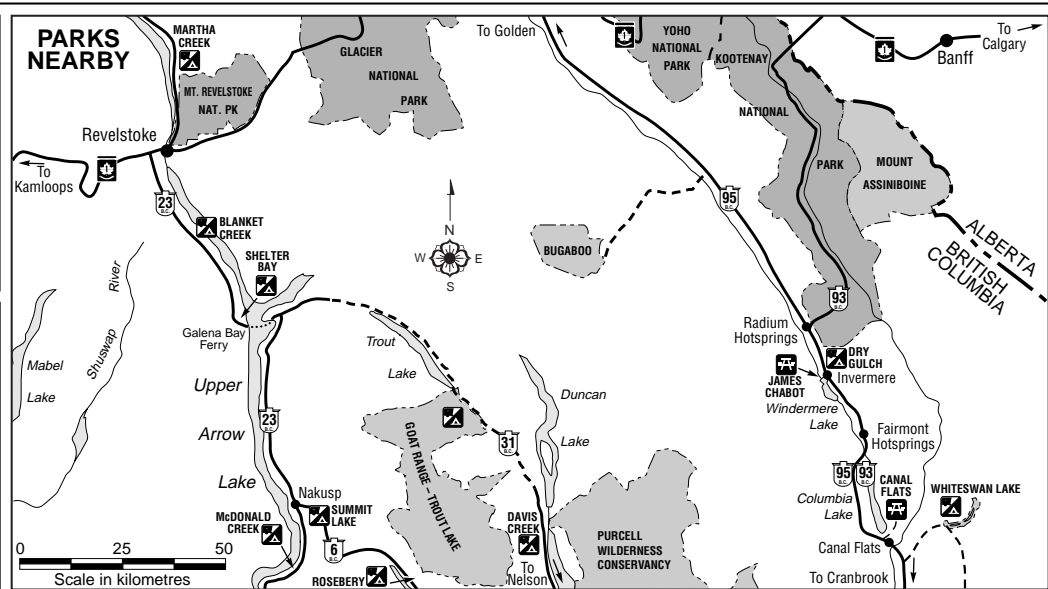 PARKS
NEARBY
MARTHA
CREEK
MT. REVELSTOKE
NAT. PK
GLACIER
NATIONAL
PARK
To Golden
1
YOHO
NATIONAL
PARK
KOOTENAY
NATIONAL
PARK
1
Banff
To
Calgary
MOUNT
ASSINIBOINE
ALBERTA
BRITISH
COLUMBIA
Revelstoke
To
Kamloops
1
23
B.C.
BLANKET
CREEK
SHELTER
BAY
Galena Bay
Ferry
N
W
E
S
BUGABOO
95
B.C.
93
B.C.
Radium
Hotsprings
DRY
GULCH
Invermere
JAMES
CHABOT
Windermere
Lake
Fairmont
Hotsprings
95
B.C.
93
B.C.
Columbia
Lake
CANAL
FLATS
WHITESWAN LAKE
Canal Flats
To Cranbrook
Mabel
Lake
Shuswap
River
Upper
Arrow
Lake
23
B.C.
Trout
Lake
GOAT RANGE – TROUT LAKE
31
B.C.
Duncan
Lake
Nakusp
SUMMIT
LAKE
McDONALD
CREEK
6
B.C.
ROSEBERY
DAVIS
CREEK
To
Nelson
PURCELL
WILDERNESS
CONSERVANCY
0 25 50
Scale in kilometres